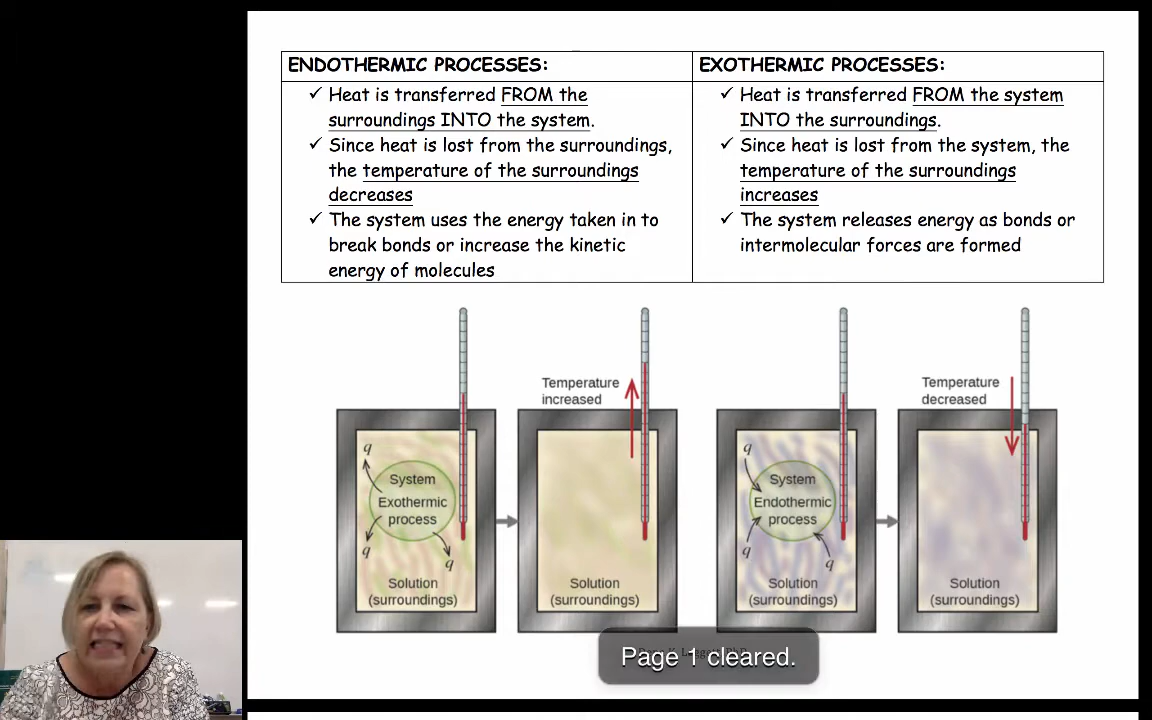 ENDOTHERMIC PROCESSES:
✓ Heat is transferred FROM the
surroundings INTO the system.
✓ Since heat is lost from the surroundings,
the temperature of the surroundings
decreases
✓ The system uses the energy taken in to
break bonds or increase the kinetic
energy of molecules
EXOTHERMIC PROCESSES:
✓ Heat is transferred FROM the system
INTO the surroundings.
✓ Since heat is lost from the system, the
temperature of the surroundings
increases
✓ The system releases energy as bonds or
intermolecular forces are formed
q
System
Exothermic
process
q
q
Solution
(surroundings)
Temperature
increased
Solution
(surroundings)
q
System
Endothermic
process
q
q
Solution
(surroundings)
Temperature
decreased
Solution
(surroundings)
Page 1 cleared.